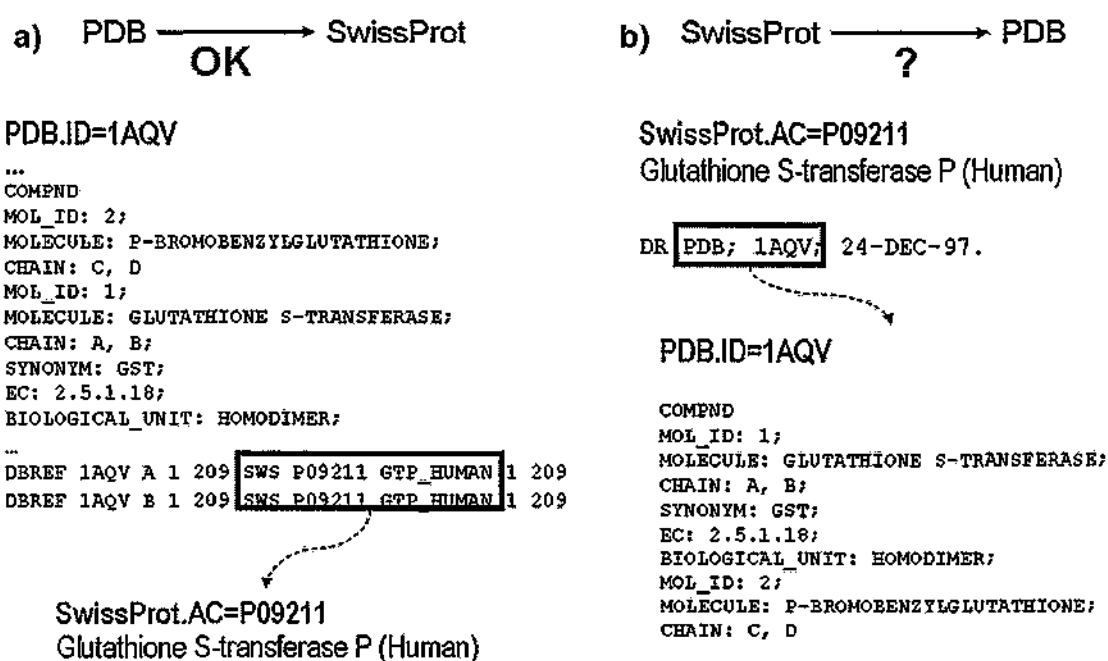 a) PDB → SwissProt
OK
PDB.ID=1AQV
...
COMPND
MOL_ID: 2;
MOLECULE: P-BROMOBENZYLGLUTATHIONE;
CHAIN: C, D
MOL_ID: 1;
MOLECULE: GLUTATHIONE S-TRANSFERASE;
CHAIN: A, B;
SYNONYM: GST;
EC: 2.5.1.18;
BIOLOGICAL_UNIT: HOMODIMER;
...
DBREF 1AQV A 1 209 SWS P09211 GTP_HUMAN 1 209
DBREF 1AQV B 1 209 SWS P09211 GTP_HUMAN 1 209
SwissProt.AC=P09211
Glutathione S-transferase P (Human)
b) SwissProt → PDB
?
SwissProt.AC=P09211
Glutathione S-transferase P (Human)
DR PDB; 1AQV; 24-DEC-97.
PDB.ID=1AQV
COMPND
MOL_ID: 1;
MOLECULE: GLUTATHIONE S-TRANSFERASE;
CHAIN: A, B;
SYNONYM: GST;
EC: 2.5.1.18;
BIOLOGICAL_UNIT: HOMODIMER;
MOL_ID: 2;
MOLECULE: P-BROMOBENZYLGLUTATHIONE;
CHAIN: C, D